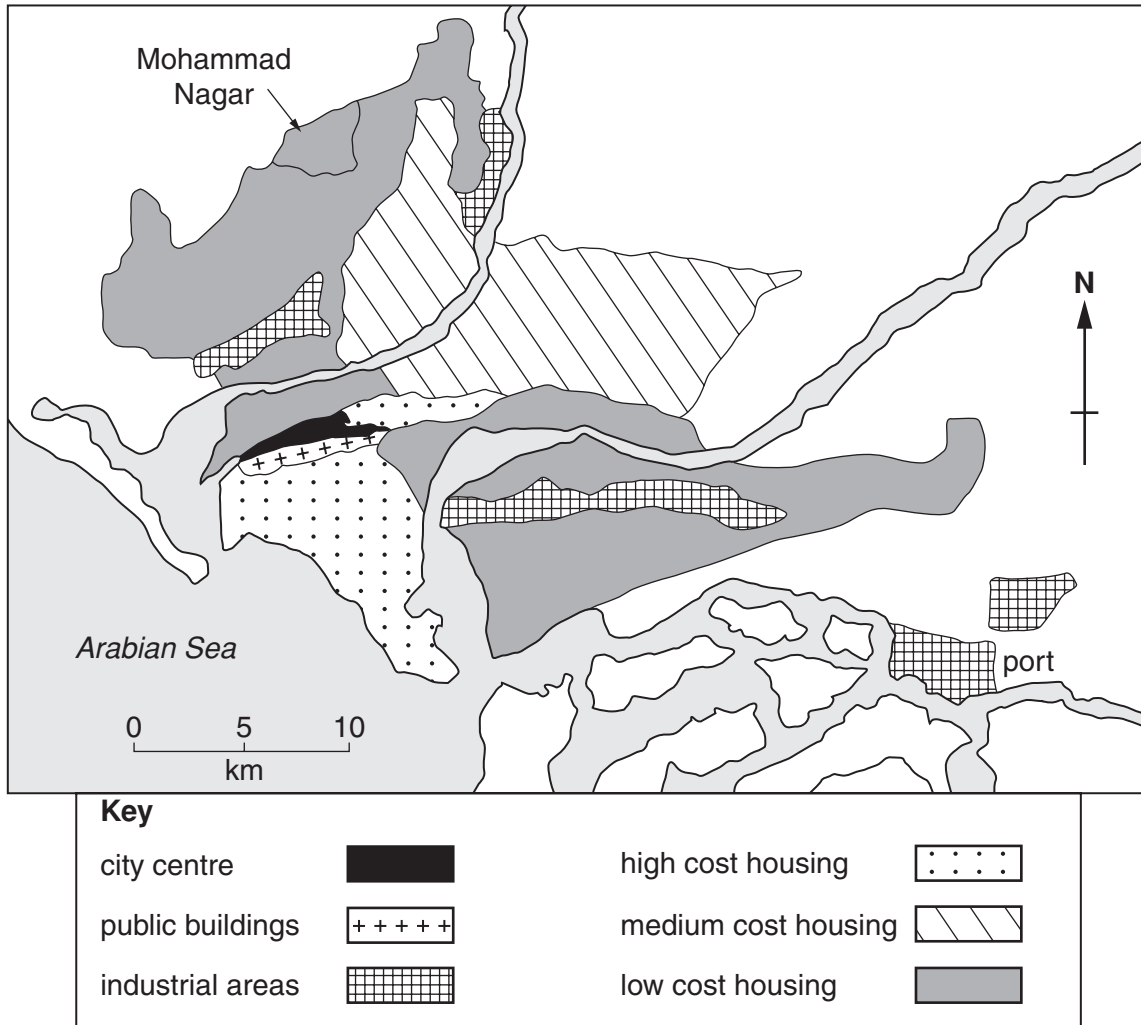 Mohammad
Nagar
N
Arabian Sea
port
0 5 10
km
Key
city centre
public buildings
industrial areas
high cost housing
medium cost housing
low cost housing